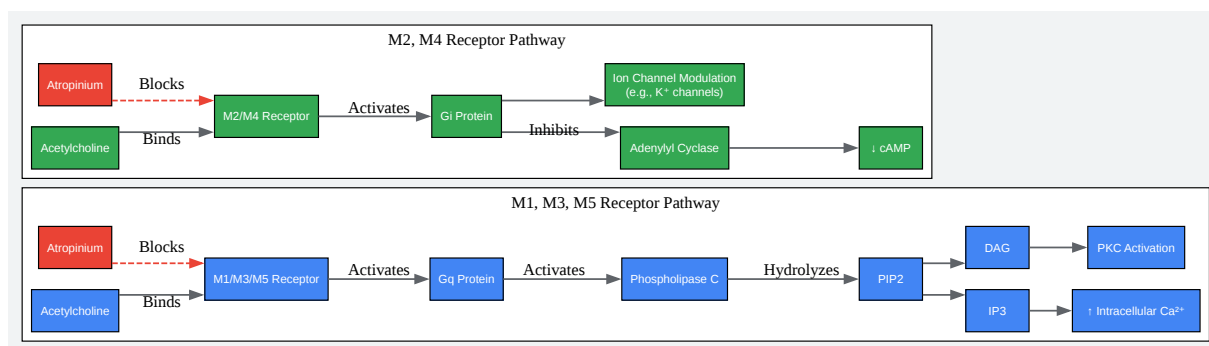 M2, M4 Receptor Pathway
Atropinium
Blocks
Acetylcholine
Binds
M2/M4 Receptor
Activates
Gi Protein
Ion Channel Modulation
(e.g., K⁺ channels)
Inhibits
Adenylyl Cyclase
↓ cAMP
M1, M3, M5 Receptor Pathway
Atropinium
Blocks
Acetylcholine
Binds
M1/M3/M5 Receptor
Activates
Gq Protein
Activates
Phospholipase C
Hydrolyzes
PIP2
DAG
PKC Activation
IP3
↑ Intracellular Ca²⁺